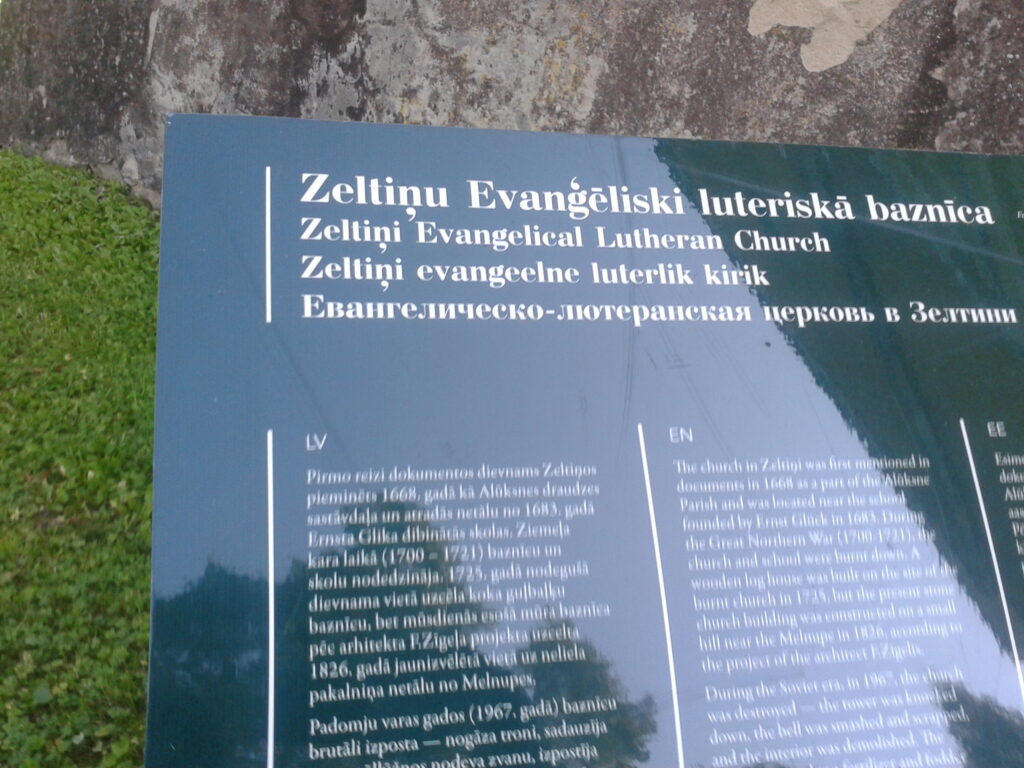 Zeltiņu Evaņģēliski luteriskā baznīca
Zeltiņi Evangelical Lutheran Church
Zeltiņi evangeelne luterlik kirik
Евангелическо-лютеранская церковь в Зелтини
LV
Pirmo reizi dokumentos dievnams Zeltiņos
pieminēts 1668. gadā kā Alūksnes draudzes
sastāvdaļa un atradās netālu no 1683. gadā
Ernsta Glika dibinātās skolas. Ziemeļu
kara laikā (1700 – 1721) baznīcu un
skolu nodedzināja. 1725. gadā nodegušā
dievnama vietā uzcēla koka guļbaļķu
baznīcu, bet mūsdienās esošā mūra baznīca
pēc arhitekta F.Zigeļa projekta uzcelta
1826. gadā jaunizvēlētā vietā, uz neliela
pakalniņa netālu no Melnupes.
Padomju varas gados (1967. gadā) baznīcu
brutāli izposta — nogāza troni, sadauzīja
nodeva zvanu, izpostīja
EN
The church in Zeltiņi was first mentioned in
documents in 1668 as a part of the Alūksne
Parish and was located near the school
founded by Ernst Glück in 1683. During
the Great Northern War (1700-1721), the
church and school were burnt down. A
wooden log house was built on the site of the
burnt church in 1725, but the present stone
church building was constructed on a small
hill near the Melnupe in 1826, according to
the project of the architect F.Zigelis.
During the Soviet era, in 1967, the church
was destroyed — the tower was knocked
down, the bell was smashed and scrapped
and the interior was demolished. The
fertilizer and fodder
EE